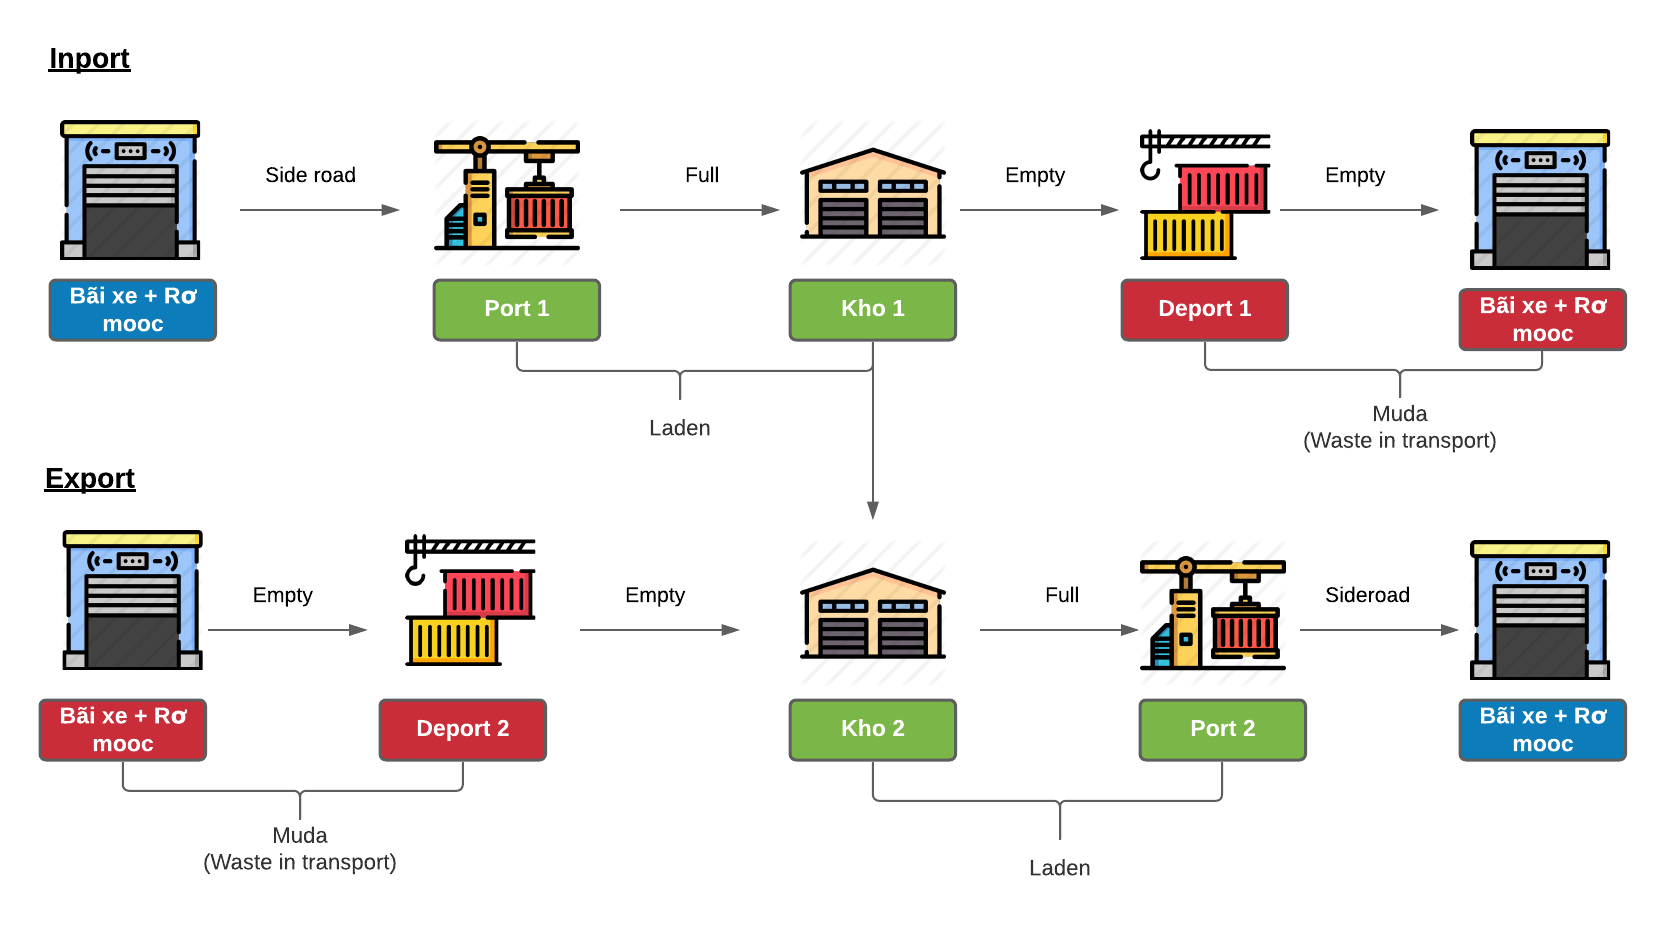 Inport
Side road
Full
Empty
Empty
Bãi xe + Rơ
mooc
Port 1
Kho 1
Deport 1
Bãi xe + Rơ
mooc
Laden
Muda
(Waste in transport)
Export
Empty
Empty
Full
Sideroad
Bãi xe + Rơ
mooc
Deport 2
Kho 2
Port 2
Bãi xe + Rơ
mooc
Muda
(Waste in transport)
Laden